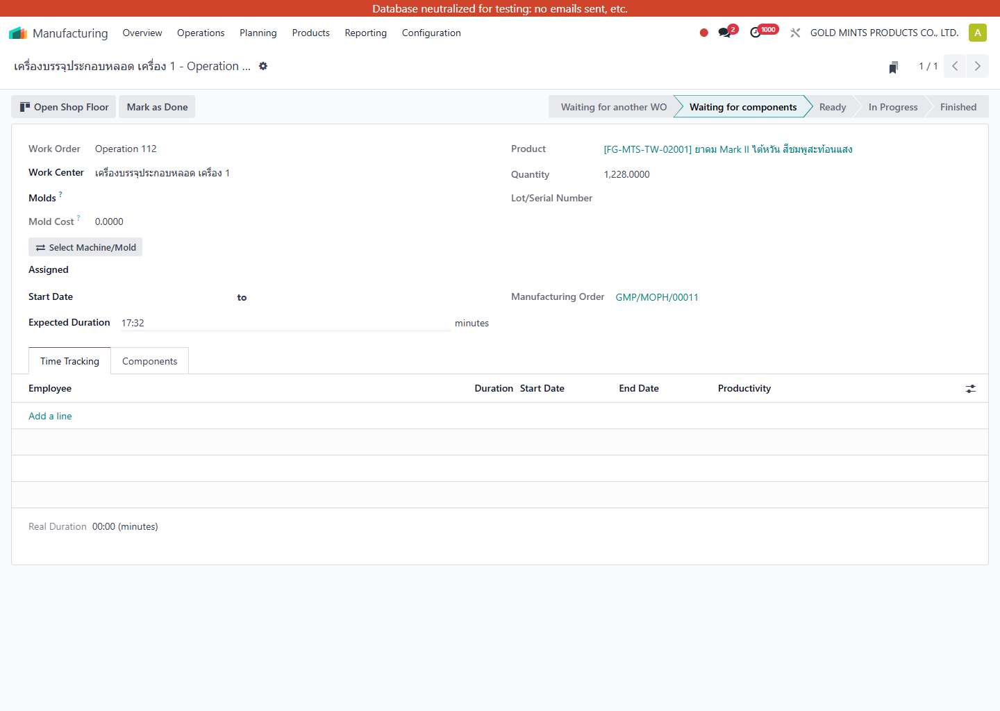 Database neutralized for testing: no emails sent, etc.
Manufacturing Overview Operations Planning Products Reporting Configuration 2 1000 GOLD MINTS PRODUCTS CO., LTD. A
เครื่องบรรจุประกอบหลอด เครื่อง 1 - Operation ... 1 / 1
Open Shop Floor Mark as Done Waiting for another WO Waiting for components Ready In Progress Finished
Work Order Operation 112
Work Center เครื่องบรรจุประกอบหลอด เครื่อง 1
Molds ?
Mold Cost ? 0.0000
Select Machine/Mold
Assigned
Start Date to
Expected Duration 17:32 minutes
Product [FG-MTS-TW-02001] ยาดม Mark II ไต้หวัน สีชมพูสะท้อนแสง
Quantity 1,228.0000
Lot/Serial Number
Manufacturing Order GMP/MOPH/00011
Time Tracking Components
Employee Duration Start Date End Date Productivity
Add a line
Real Duration 00:00 (minutes)